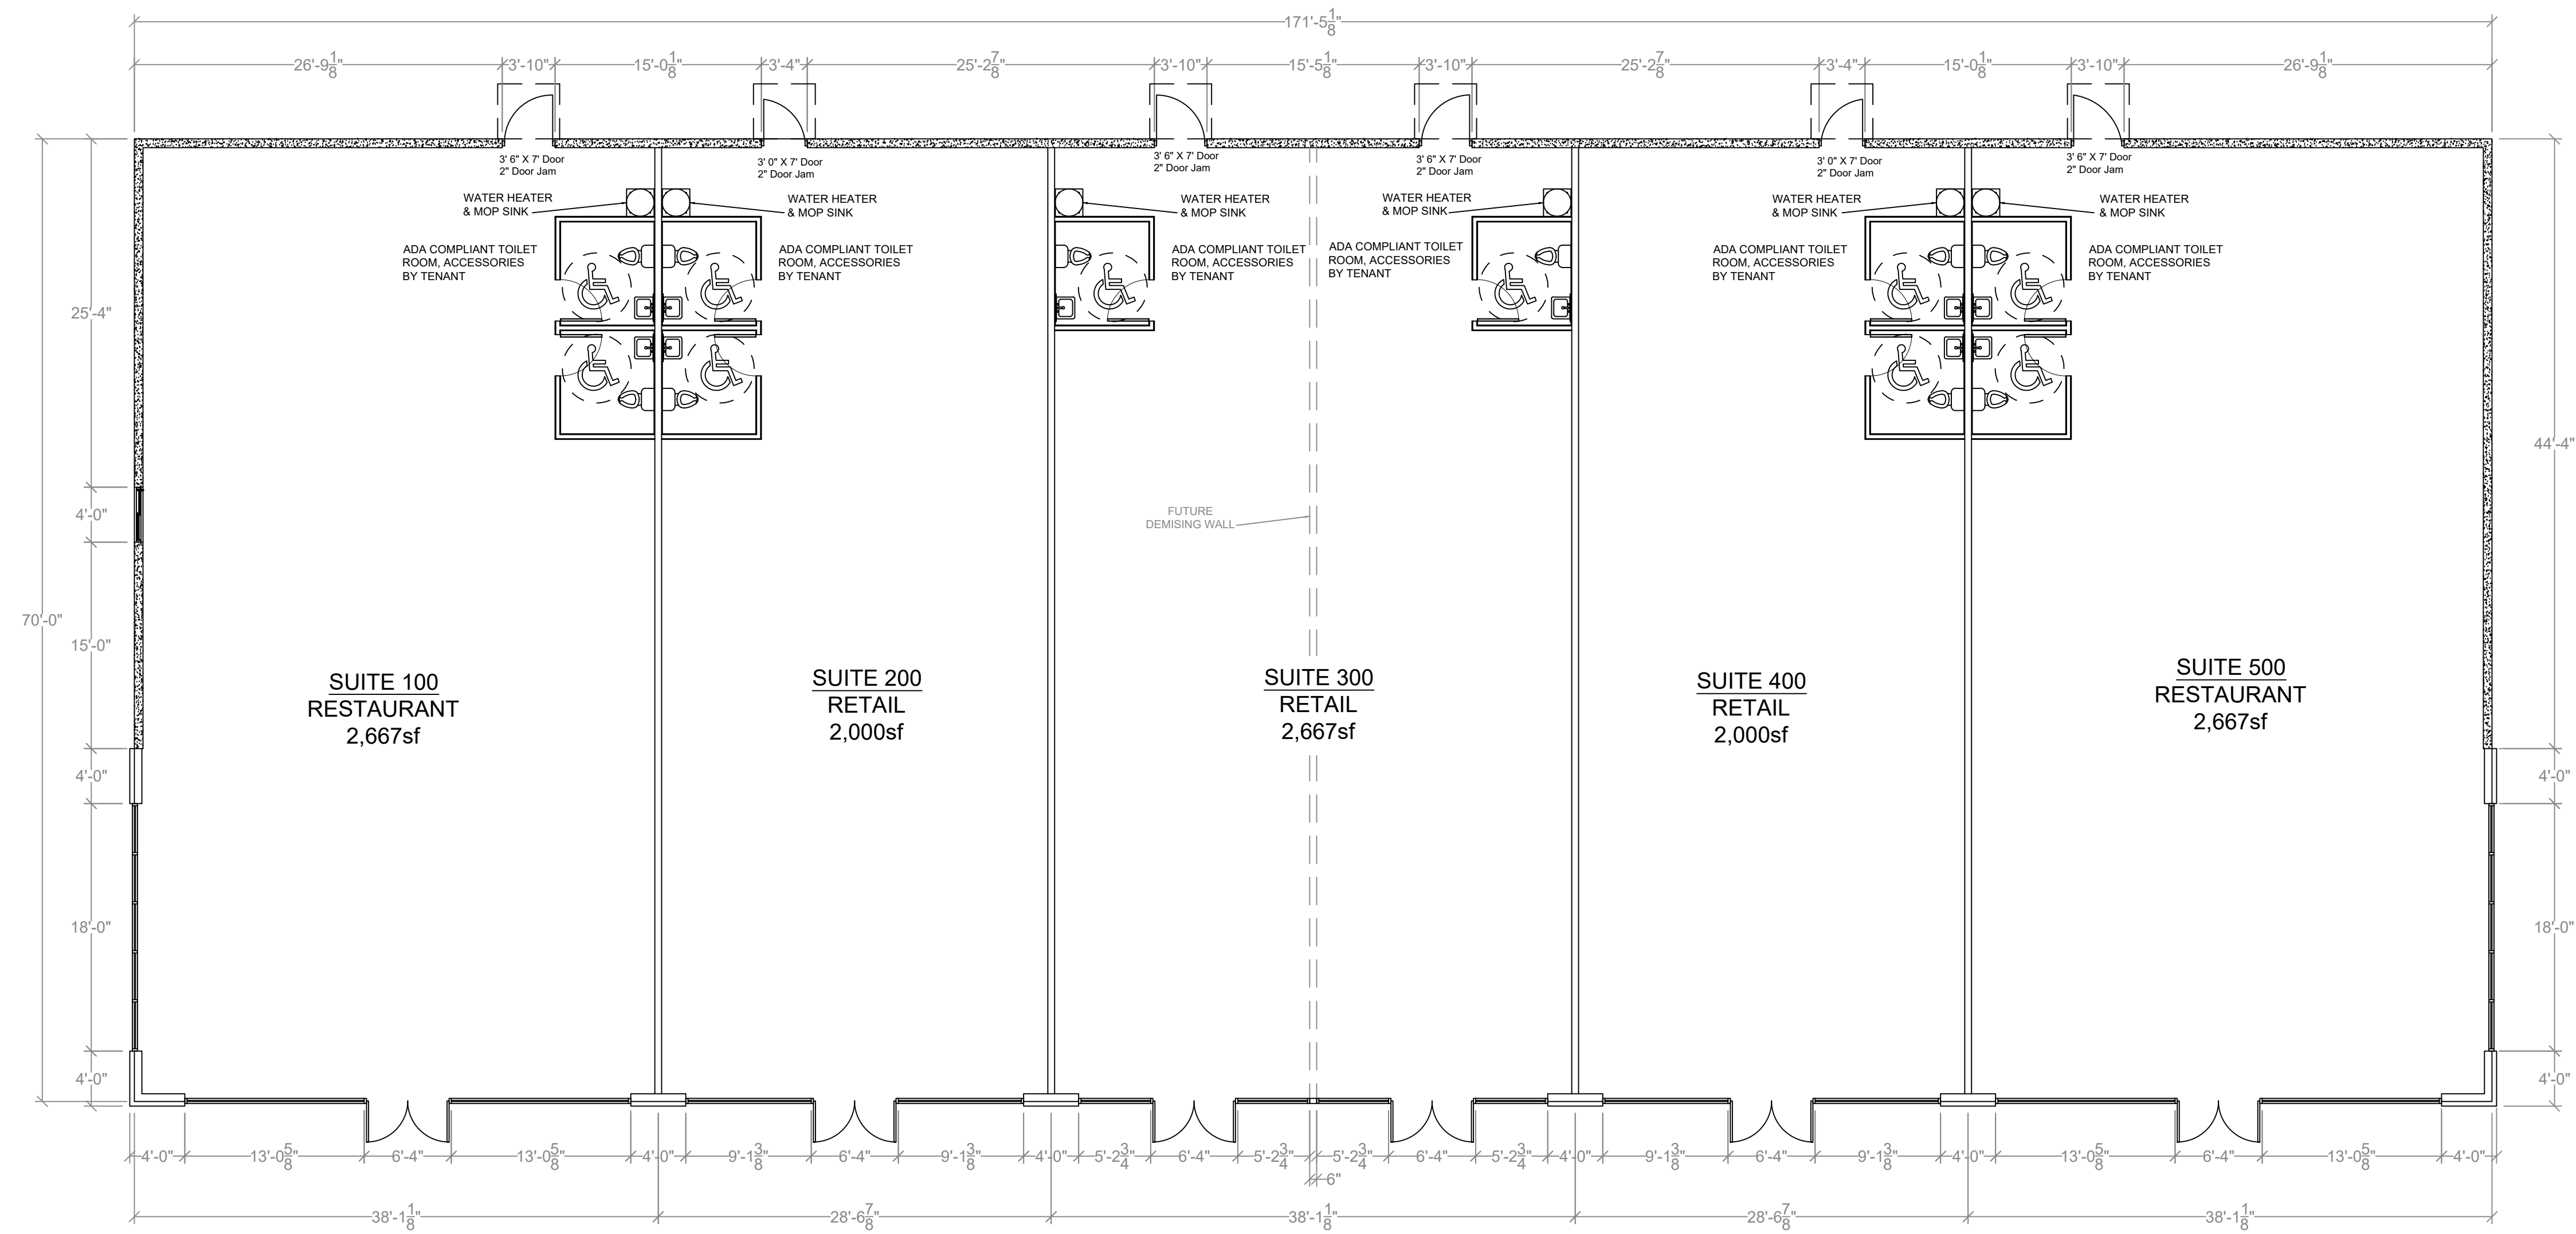 171'-5 1/8"
26'-9 1/8" 3'-10" 15'-0 1/8" 3'-4" 25'-2 7/8" 3'-10" 15'-5 1/8" 3'-10" 25'-2 7/8" 3'-4" 15'-0 1/8" 3'-10" 26'-9 1/8"
3' 6" X 7' Door
2" Door Jam
3' 0" X 7' Door
2" Door Jam
3' 6" X 7' Door
2" Door Jam
3' 6" X 7' Door
2" Door Jam
3' 0" X 7' Door
2" Door Jam
3' 6" X 7' Door
2" Door Jam
WATER HEATER
& MOP SINK
WATER HEATER
& MOP SINK
WATER HEATER
& MOP SINK
WATER HEATER
& MOP SINK
WATER HEATER
& MOP SINK
WATER HEATER
& MOP SINK
ADA COMPLIANT TOILET
ROOM, ACCESSORIES
BY TENANT
ADA COMPLIANT TOILET
ROOM, ACCESSORIES
BY TENANT
ADA COMPLIANT TOILET
ROOM, ACCESSORIES
BY TENANT
ADA COMPLIANT TOILET
ROOM, ACCESSORIES
BY TENANT
ADA COMPLIANT TOILET
ROOM, ACCESSORIES
BY TENANT
ADA COMPLIANT TOILET
ROOM, ACCESSORIES
BY TENANT
70'-0"
25'-4"
4'-0"
15'-0"
4'-0"
18'-0"
4'-0"
FUTURE
DEMISING WALL
SUITE 100
RESTAURANT
2,667sf
SUITE 200
RETAIL
2,000sf
SUITE 300
RETAIL
2,667sf
SUITE 400
RETAIL
2,000sf
SUITE 500
RESTAURANT
2,667sf
44'-4"
4'-0"
18'-0"
4'-0"
4'-0" 13'-0 5/8" 6'-4" 13'-0 5/8" 4'-0" 9'-1 3/8" 6'-4" 9'-1 3/8" 4'-0" 5'-2 3/4" 6'-4" 5'-2 3/4" 5'-2 3/4" 6'-4" 5'-2 3/4" 4'-0" 9'-1 3/8" 6'-4" 9'-1 3/8" 4'-0" 13'-0 5/8" 6'-4" 13'-0 5/8" 4'-0"
6"
38'-1 1/8" 28'-6 7/8" 38'-1 1/8" 28'-6 7/8" 38'-1 1/8"